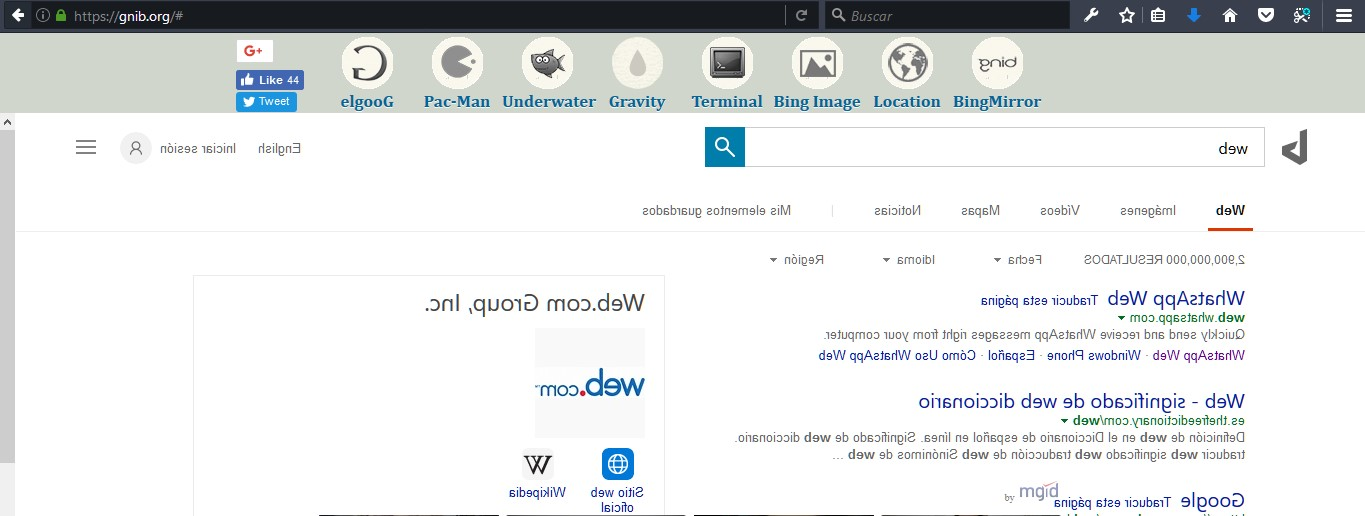 https://gnib.org/#
Buscar
G+
Like 44
Tweet
elgooG
Pac-Man
Underwater
Gravity
Terminal
Bing Image
Location
bing
BingMirror
web
English
Iniciar sesión
Web
Imágenes
Vídeos
Mapas
Noticias
|
Mis elementos guardados
2,900,000,000 RESULTADOS
Fecha
Idioma
Región
WhatsApp Web Traducir esta página
web.whatsapp.com
Quickly send and receive WhatsApp messages right from your computer.
WhatsApp Web · Windows Phone · Español · Cómo Uso WhatsApp Web
Web - significado de web diccionario
es.thefreedictionary.com/web
Definición de web en el Diccionario de español en línea. Significado de web diccionario.
traducir web significado web traducción de web Sinónimos de web ...
Google Traducir esta página
by bigm
Web.com Group, Inc.
web.com
W
Wikipedia
Sitio web
oficial